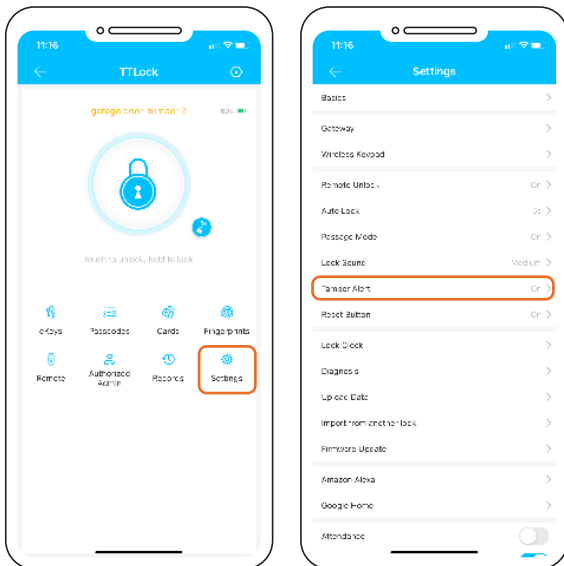 11:16
TTLock
garage door number 3
touch to unlock, hold to lock
eKeys Passcodes Cards Fingerprints
Remote Authorized Admin Records Settings
11:16
Settings
Basics
Gateway
Wireless Keypad
Remote Unlock On
Auto Lock 5s
Passage Mode On
Lock Sound Medium
Tamper Alert On
Reset Button On
Lock Clock
Diagnosis
Upload Data
Import from another lock
Firmware Update
Amazon Alexa
Google Home
Attendance